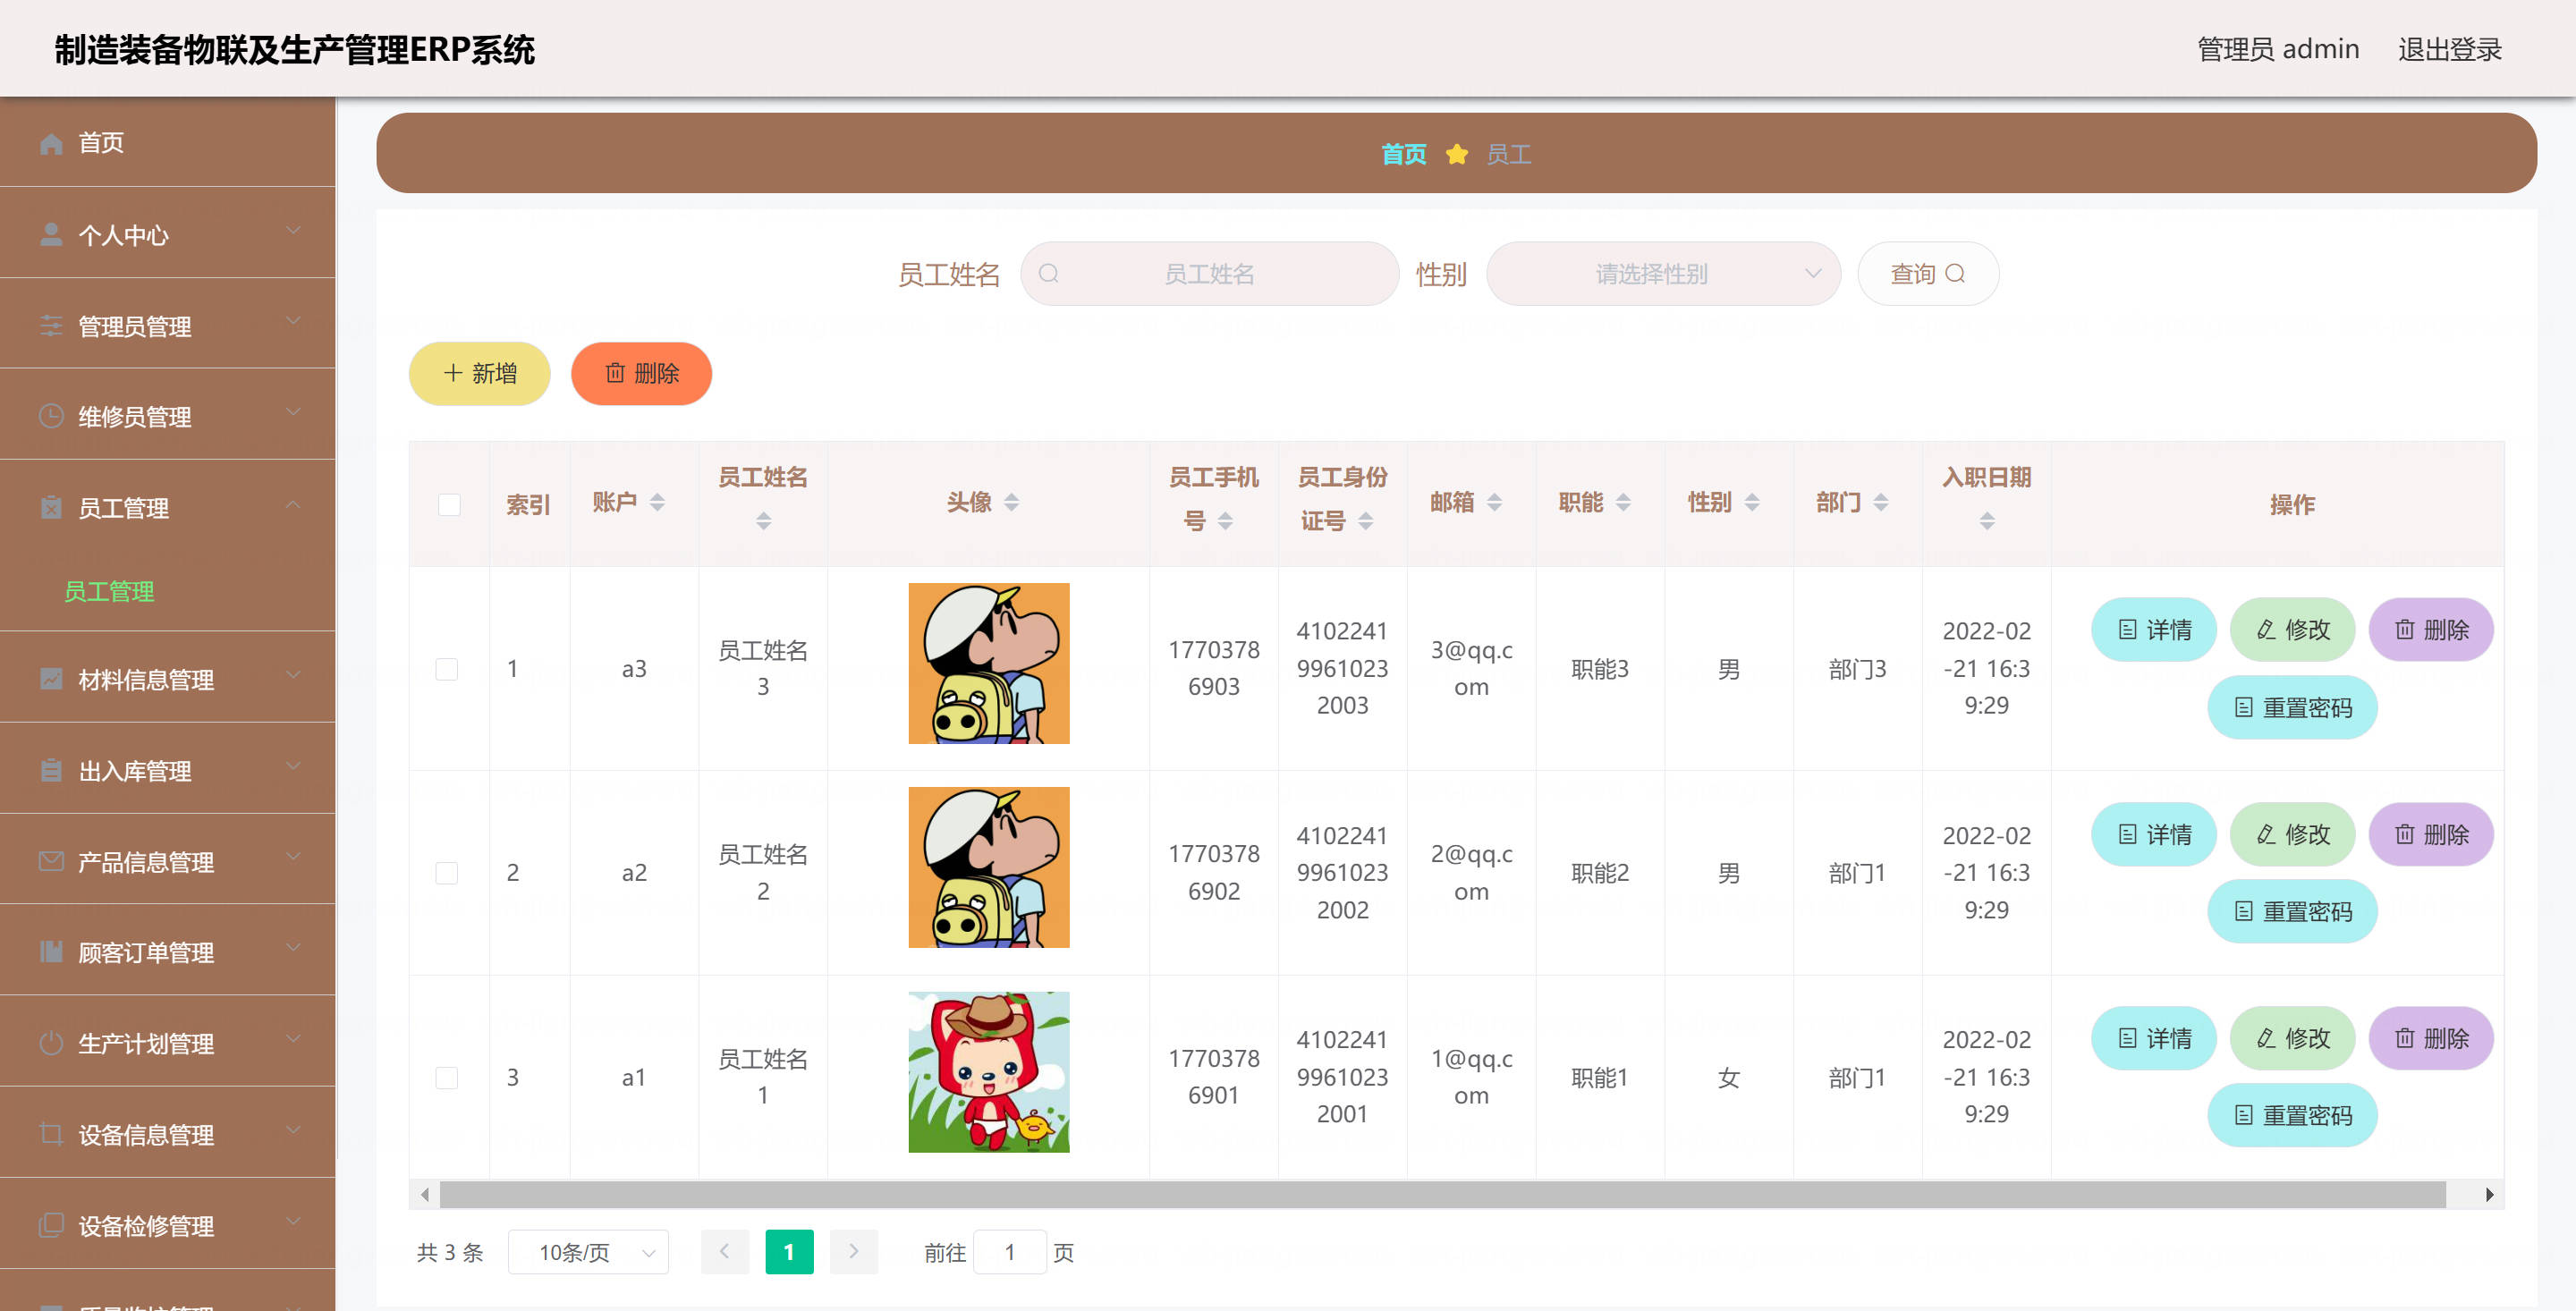 制造装备物联及生产管理ERP系统
管理员 admin
退出登录
首页
个人中心
管理员管理
维修员管理
员工管理
员工管理
材料信息管理
出入库管理
产品信息管理
顾客订单管理
生产计划管理
设备信息管理
设备检修管理
首页 员工
员工姓名 员工姓名 性别 请选择性别 查询
新增 删除
索引 账户 员工姓名 头像 员工手机号 员工身份证号 邮箱 职能 性别 部门 入职日期 操作
1 a3 员工姓名3 17703786903 410224199610232003 3@qq.com 职能3 男 部门3 2022-02-21 16:39:29 详情 修改 删除
重置密码
2 a2 员工姓名2 17703786902 410224199610232002 2@qq.com 职能2 男 部门1 2022-02-21 16:39:29 详情 修改 删除
重置密码
3 a1 员工姓名1 17703786901 410224199610232001 1@qq.com 职能1 女 部门1 2022-02-21 16:39:29 详情 修改 删除
重置密码
共 3 条 10条/页 1 前往 1 页